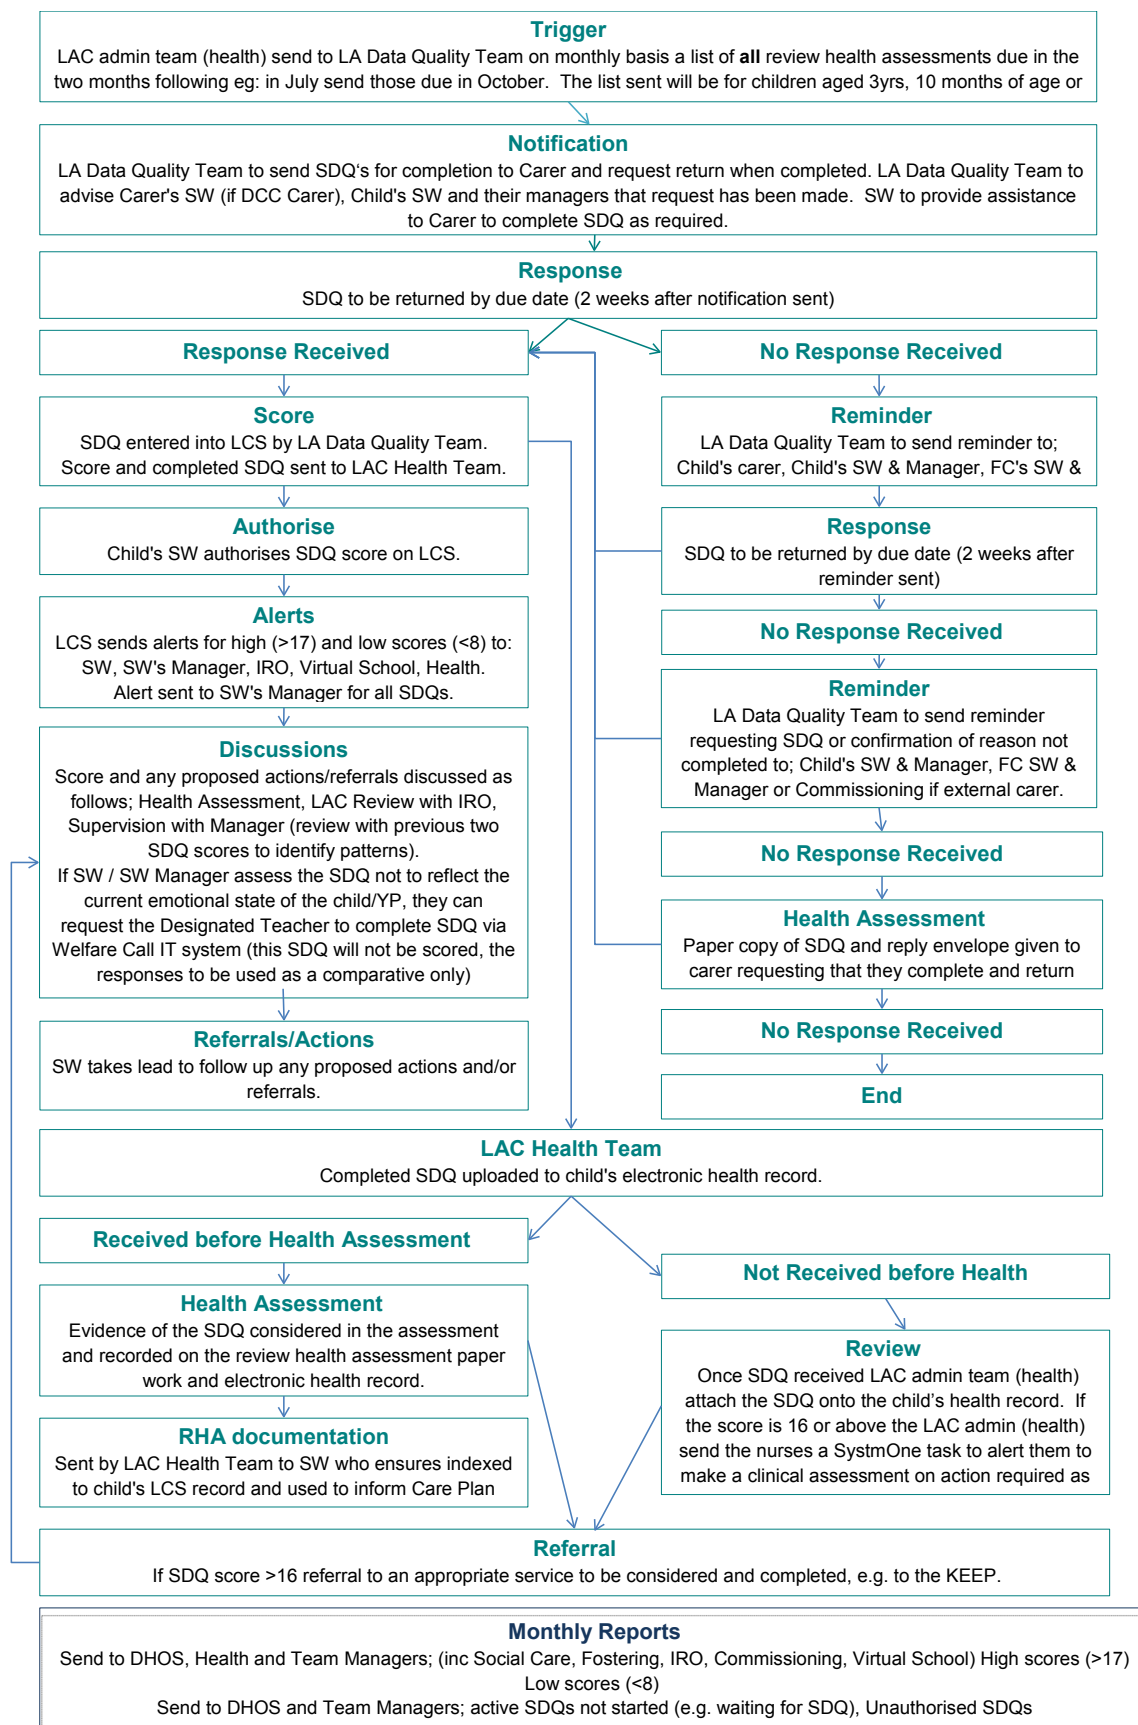 Trigger
LAC admin team (health) send to LA Data Quality Team on monthly basis a list of all review health assessments due in the
two months following eg: in July send those due in October.  The list sent will be for children aged 3yrs, 10 months of age or
Notification
LA Data Quality Team to send SDQ's for completion to Carer and request return when completed. LA Data Quality Team to
advise Carer's SW (if DCC Carer), Child's SW and their managers that request has been made.  SW to provide assistance
to Carer to complete SDQ as required.
Response
SDQ to be returned by due date (2 weeks after notification sent)
Response Received
Score
SDQ entered into LCS by LA Data Quality Team.
Score and completed SDQ sent to LAC Health Team.
Authorise
Child's SW authorises SDQ score on LCS.
Alerts
LCS sends alerts for high (>17) and low scores (<8) to:
SW, SW's Manager, IRO, Virtual School, Health.
Alert sent to SW's Manager for all SDQs.
Discussions
Score and any proposed actions/referrals discussed as
follows; Health Assessment, LAC Review with IRO,
Supervision with Manager (review with previous two
SDQ scores to identify patterns).
If SW / SW Manager assess the SDQ not to reflect the
current emotional state of the child/YP, they can
request the Designated Teacher to complete SDQ via
Welfare Call IT system (this SDQ will not be scored, the
responses to be used as a comparative only)
Referrals/Actions
SW takes lead to follow up any proposed actions and/or
referrals.
No Response Received
Reminder
LA Data Quality Team to send reminder to;
Child's carer, Child's SW & Manager, FC's SW &
Response
SDQ to be returned by due date (2 weeks after
reminder sent)
No Response Received
Reminder
LA Data Quality Team to send reminder
requesting SDQ or confirmation of reason not
completed to; Child's SW & Manager, FC SW &
Manager or Commissioning if external carer.
No Response Received
Health Assessment
Paper copy of SDQ and reply envelope given to
carer requesting that they complete and return
No Response Received
End
LAC Health Team
Completed SDQ uploaded to child's electronic health record.
Received before Health Assessment
Health Assessment
Evidence of the SDQ considered in the assessment
and recorded on the review health assessment paper
work and electronic health record.
RHA documentation
Sent by LAC Health Team to SW who ensures indexed
to child's LCS record and used to inform Care Plan
Not Received before Health
Review
Once SDQ received LAC admin team (health)
attach the SDQ onto the child's health record.  If
the score is 16 or above the LAC admin (health)
send the nurses a SystmOne task to alert them to
make a clinical assessment on action required as
Referral
If SDQ score >16 referral to an appropriate service to be considered and completed, e.g. to the KEEP.
Monthly Reports
Send to DHOS, Health and Team Managers; (inc Social Care, Fostering, IRO, Commissioning, Virtual School) High scores (>17)
Low scores (<8)
Send to DHOS and Team Managers; active SDQs not started (e.g. waiting for SDQ), Unauthorised SDQs